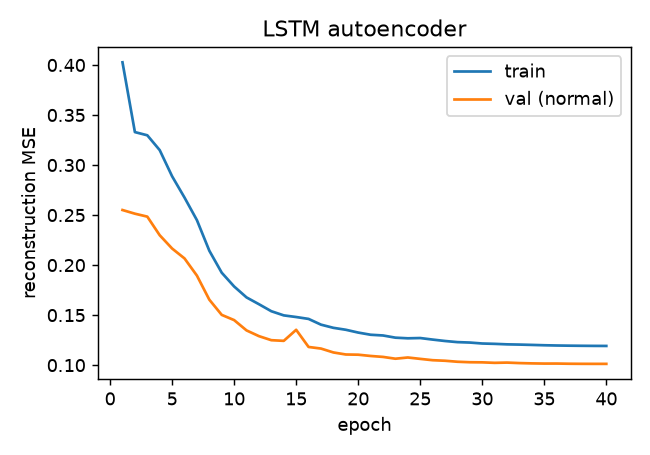 LSTM autoencoder
train
val (normal)
reconstruction MSE
0.40
0.35
0.30
0.25
0.20
0.15
0.10
0 5 10 15 20 25 30 35 40
epoch